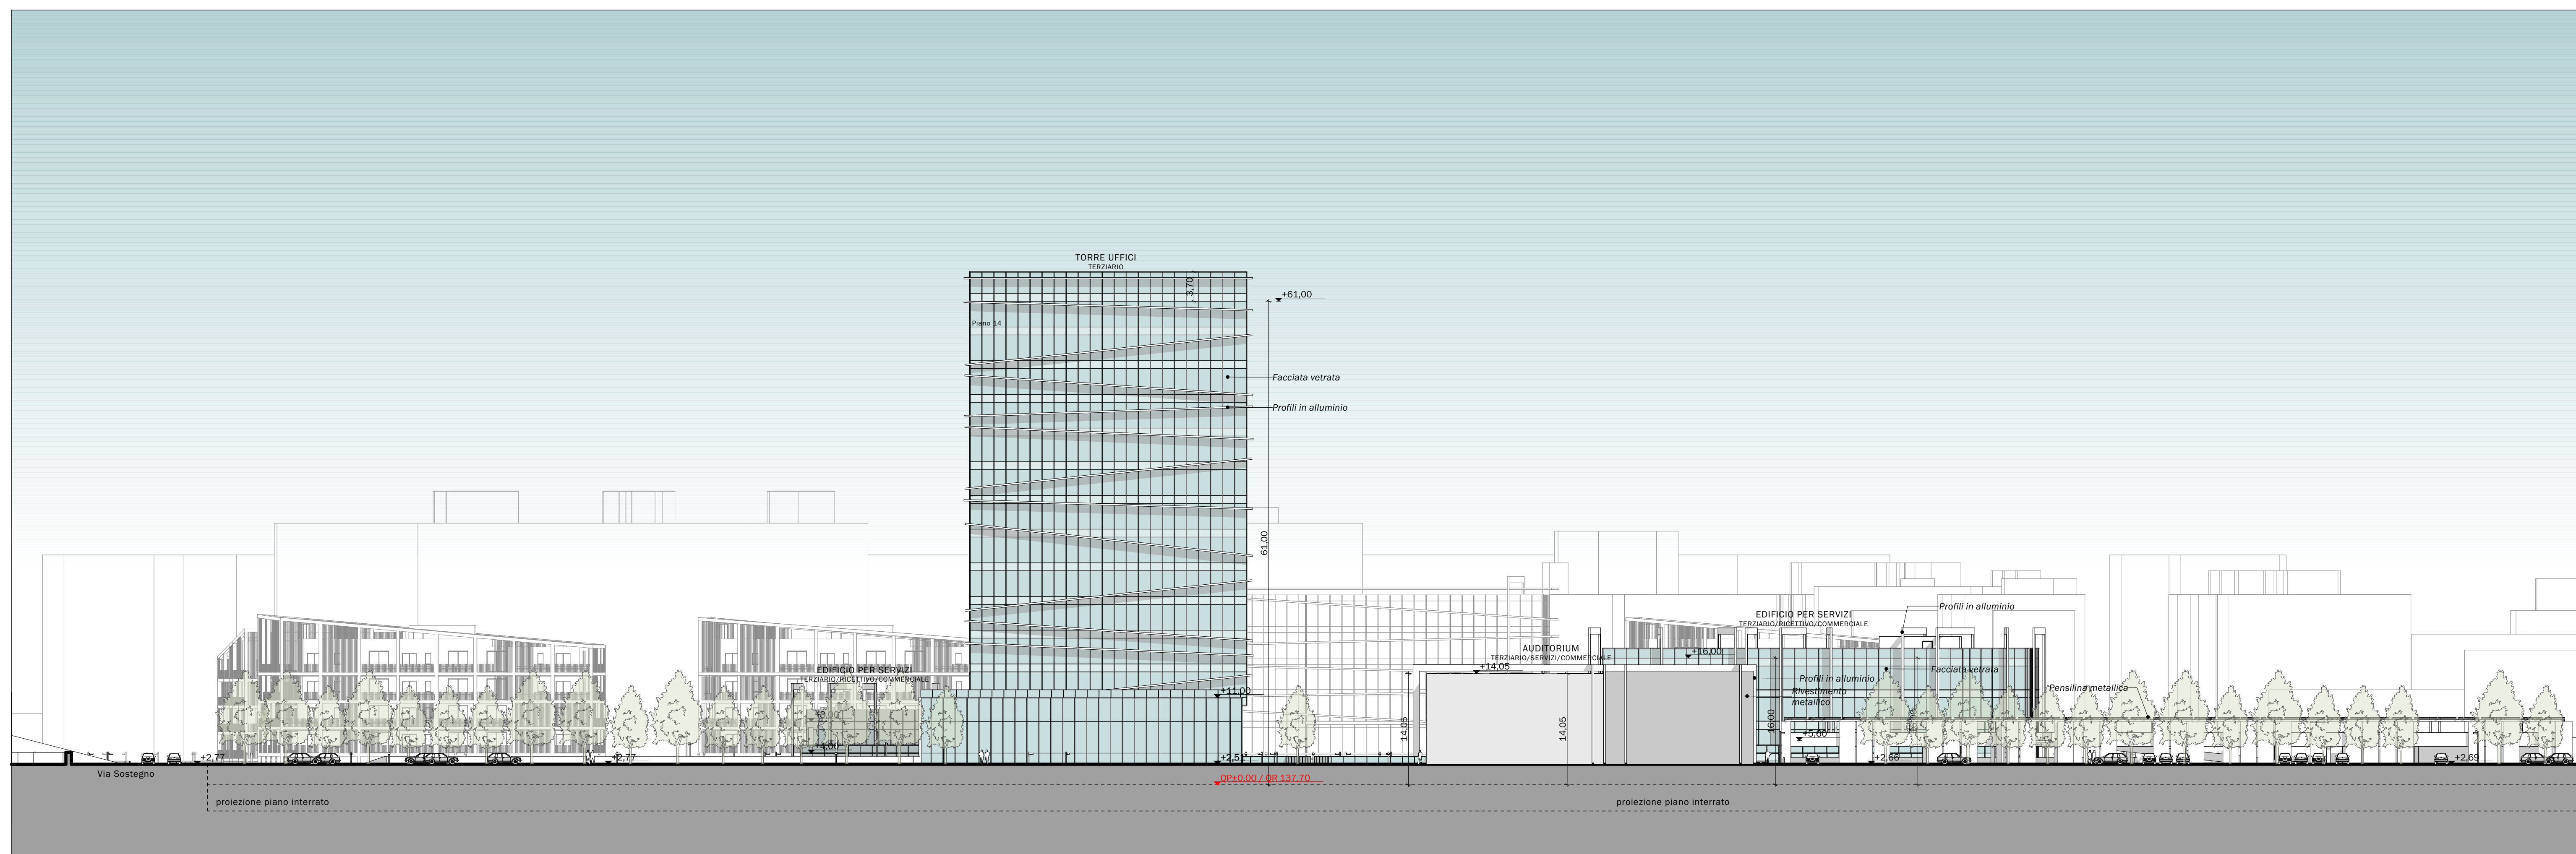 TORRE UFFICI
TERZIARIO
3,70
+61,00
Piano 14
Facciata vetrata
Profili in alluminio
61,00
EDIFICIO PER SERVIZI
TERZIARIO/RICETTIVO/COMMERCIALE
Profili in alluminio
EDIFICIO PER SERVIZI
TERZIARIO/RICETTIVO/COMMERCIALE
AUDITORIUM
TERZIARIO/SERVIZI/COMMERCIALE
+16,00
+14,05
Facciata vetrata
Profili in alluminio
Rivestimento
metallico
Pensilina metallica
+11,00
14,05
14,05
16,00
+4,00
+5,60
+2,77
+2,77
+2,51
+2,66
+2,69
Via Sostegno
QP±0,00 / QR 137,70
proiezione piano interrato
proiezione piano interrato